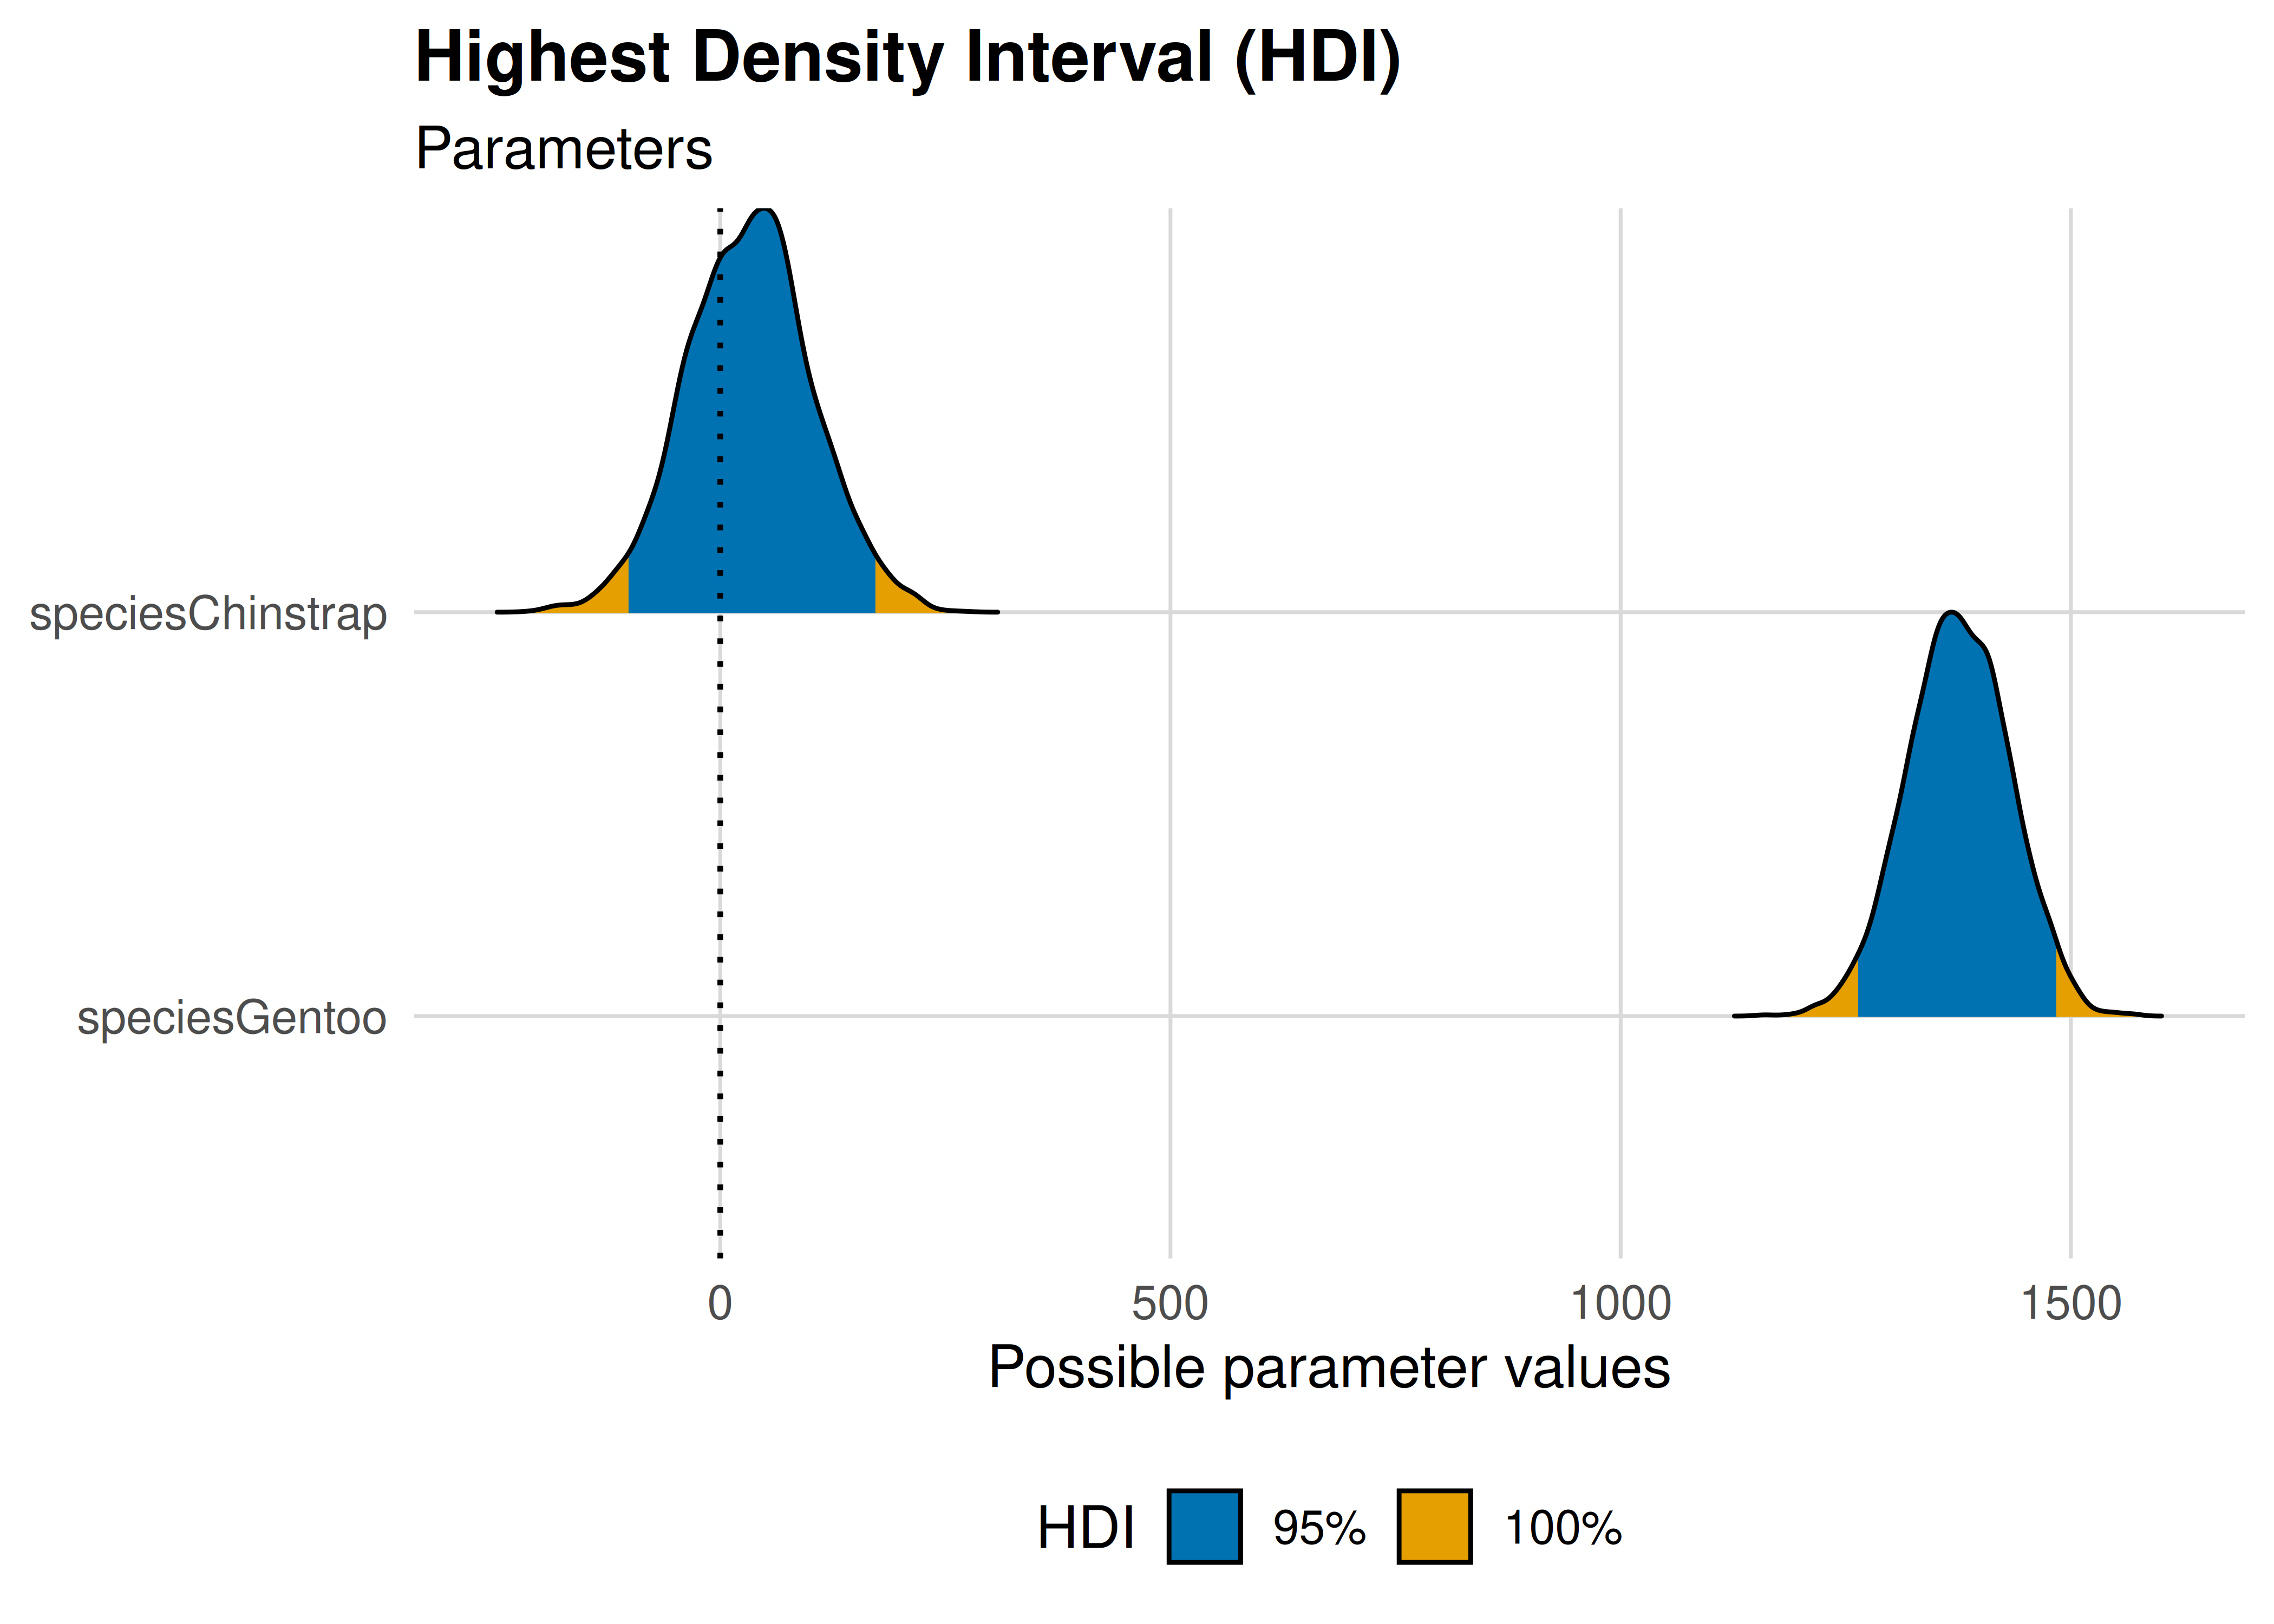 Highest Density Interval (HDI)
Parameters
speciesChinstrap
speciesGentoo
0 500 1000 1500
Possible parameter values
HDI 95% 100%